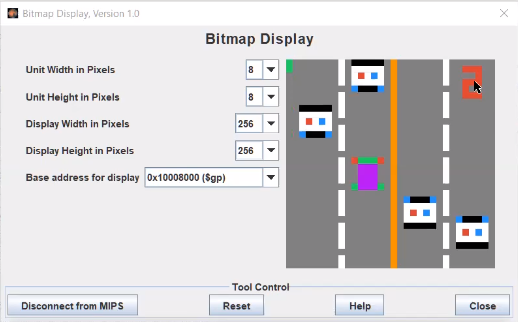 Bitmap Display, Version 1.0
Bitmap Display
Unit Width in Pixels 8
Unit Height in Pixels 8
Display Width in Pixels 256
Display Height in Pixels 256
Base address for display 0x10008000 ($gp)
2
Tool Control
Disconnect from MIPS Reset Help Close